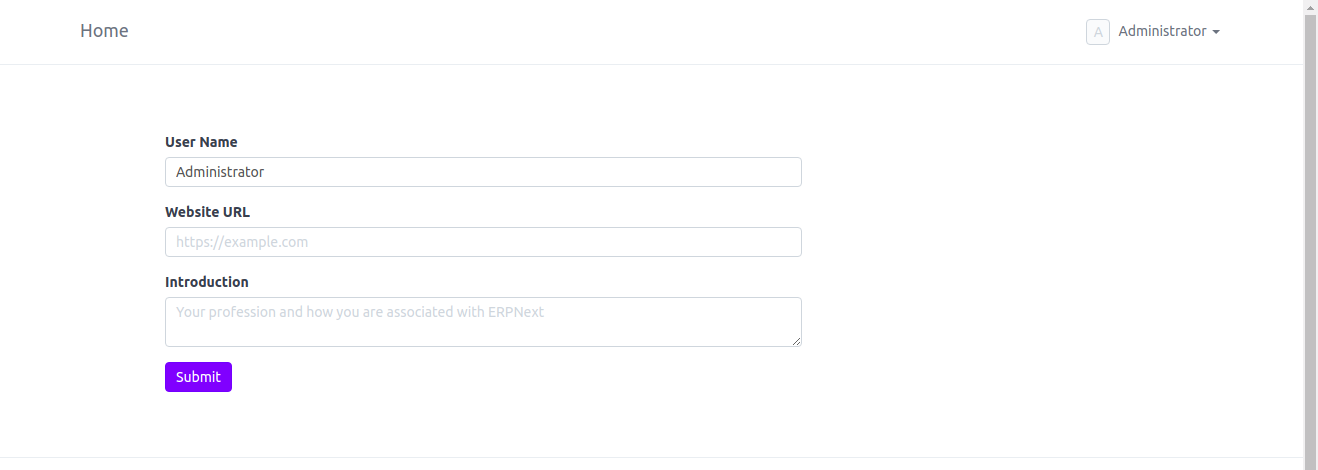 Home
A Administrator
User Name
Administrator
Website URL
https://example.com
Introduction
Your profession and how you are associated with ERPNext
Submit